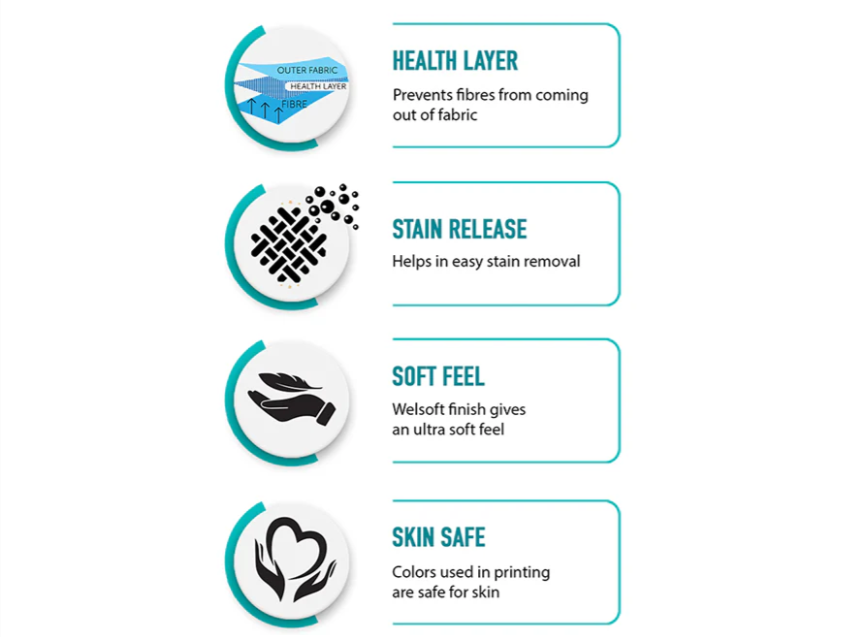 OUTER FABRIC
HEALTH LAYER
FIBRE
HEALTH LAYER
Prevents fibres from coming
out of fabric
STAIN RELEASE
Helps in easy stain removal
SOFT FEEL
Welsoft finish gives
an ultra soft feel
SKIN SAFE
Colors used in printing
are safe for skin